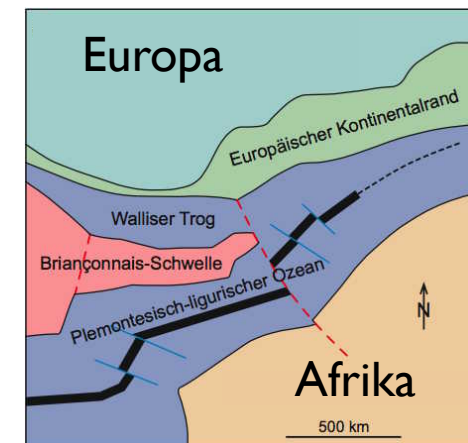 Europa
Europäischer Kontinentalrand
Walliser Trog
Briançonnais-Schwelle
Plemontesisch-ligurischer Ozean
N
Afrika
500 km